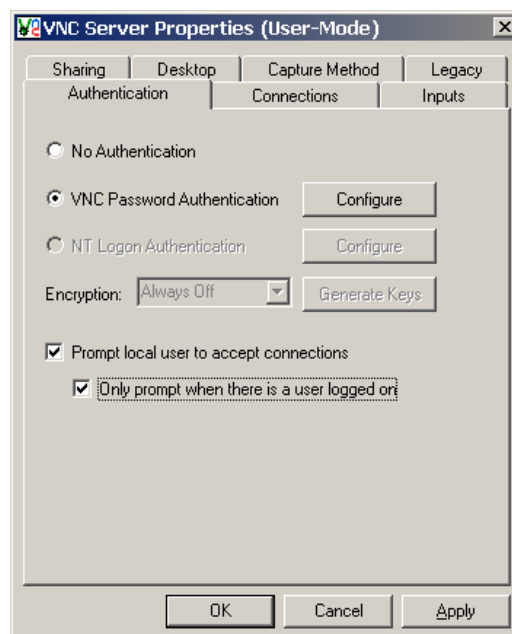 VNC Server Properties (User-Mode)
Sharing Desktop Capture Method Legacy
Authentication Connections Inputs
No Authentication
VNC Password Authentication Configure
NT Logon Authentication Configure
Encryption: Always Off Generate Keys
Prompt local user to accept connections
Only prompt when there is a user logged on
OK Cancel Apply